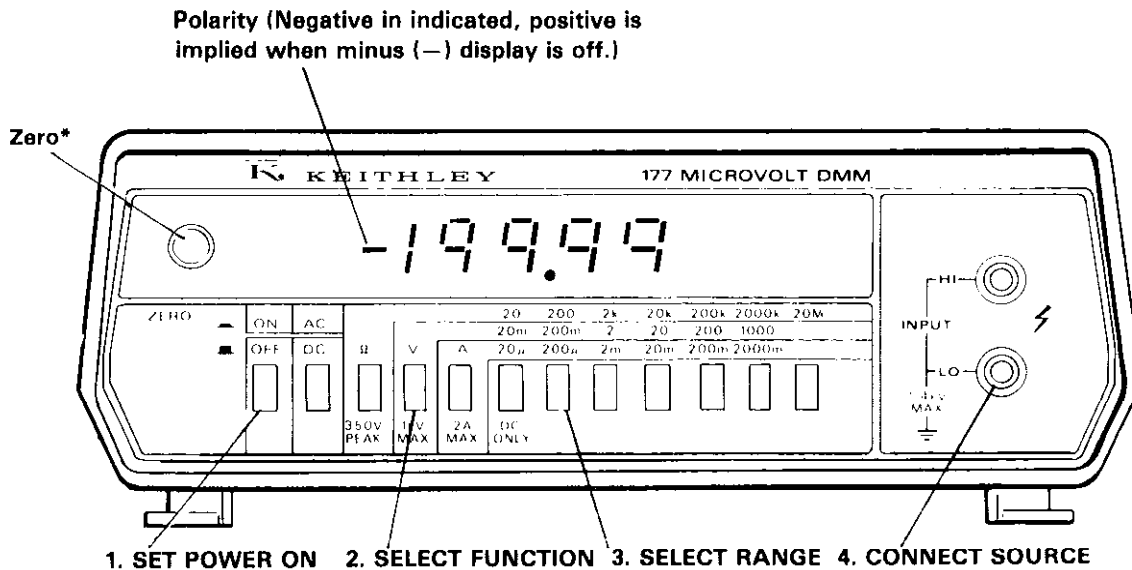 Polarity (Negative in indicated, positive is
implied when minus (—) display is off.)
Zero*
KEITHLEY 177 MICROVOLT DMM
-199.99
ZERO ON AC 20 200 2k 20k 200k 2000k 20M
20m 200m 2 20 200 1000
OFF DC Ω V A 20µ 200µ 2m 20m 200m 2000m
HI
INPUT
LO
MAX
350V PEAK MAX 2A MAX DC ONLY
1. SET POWER ON 2. SELECT FUNCTION 3. SELECT RANGE 4. CONNECT SOURCE